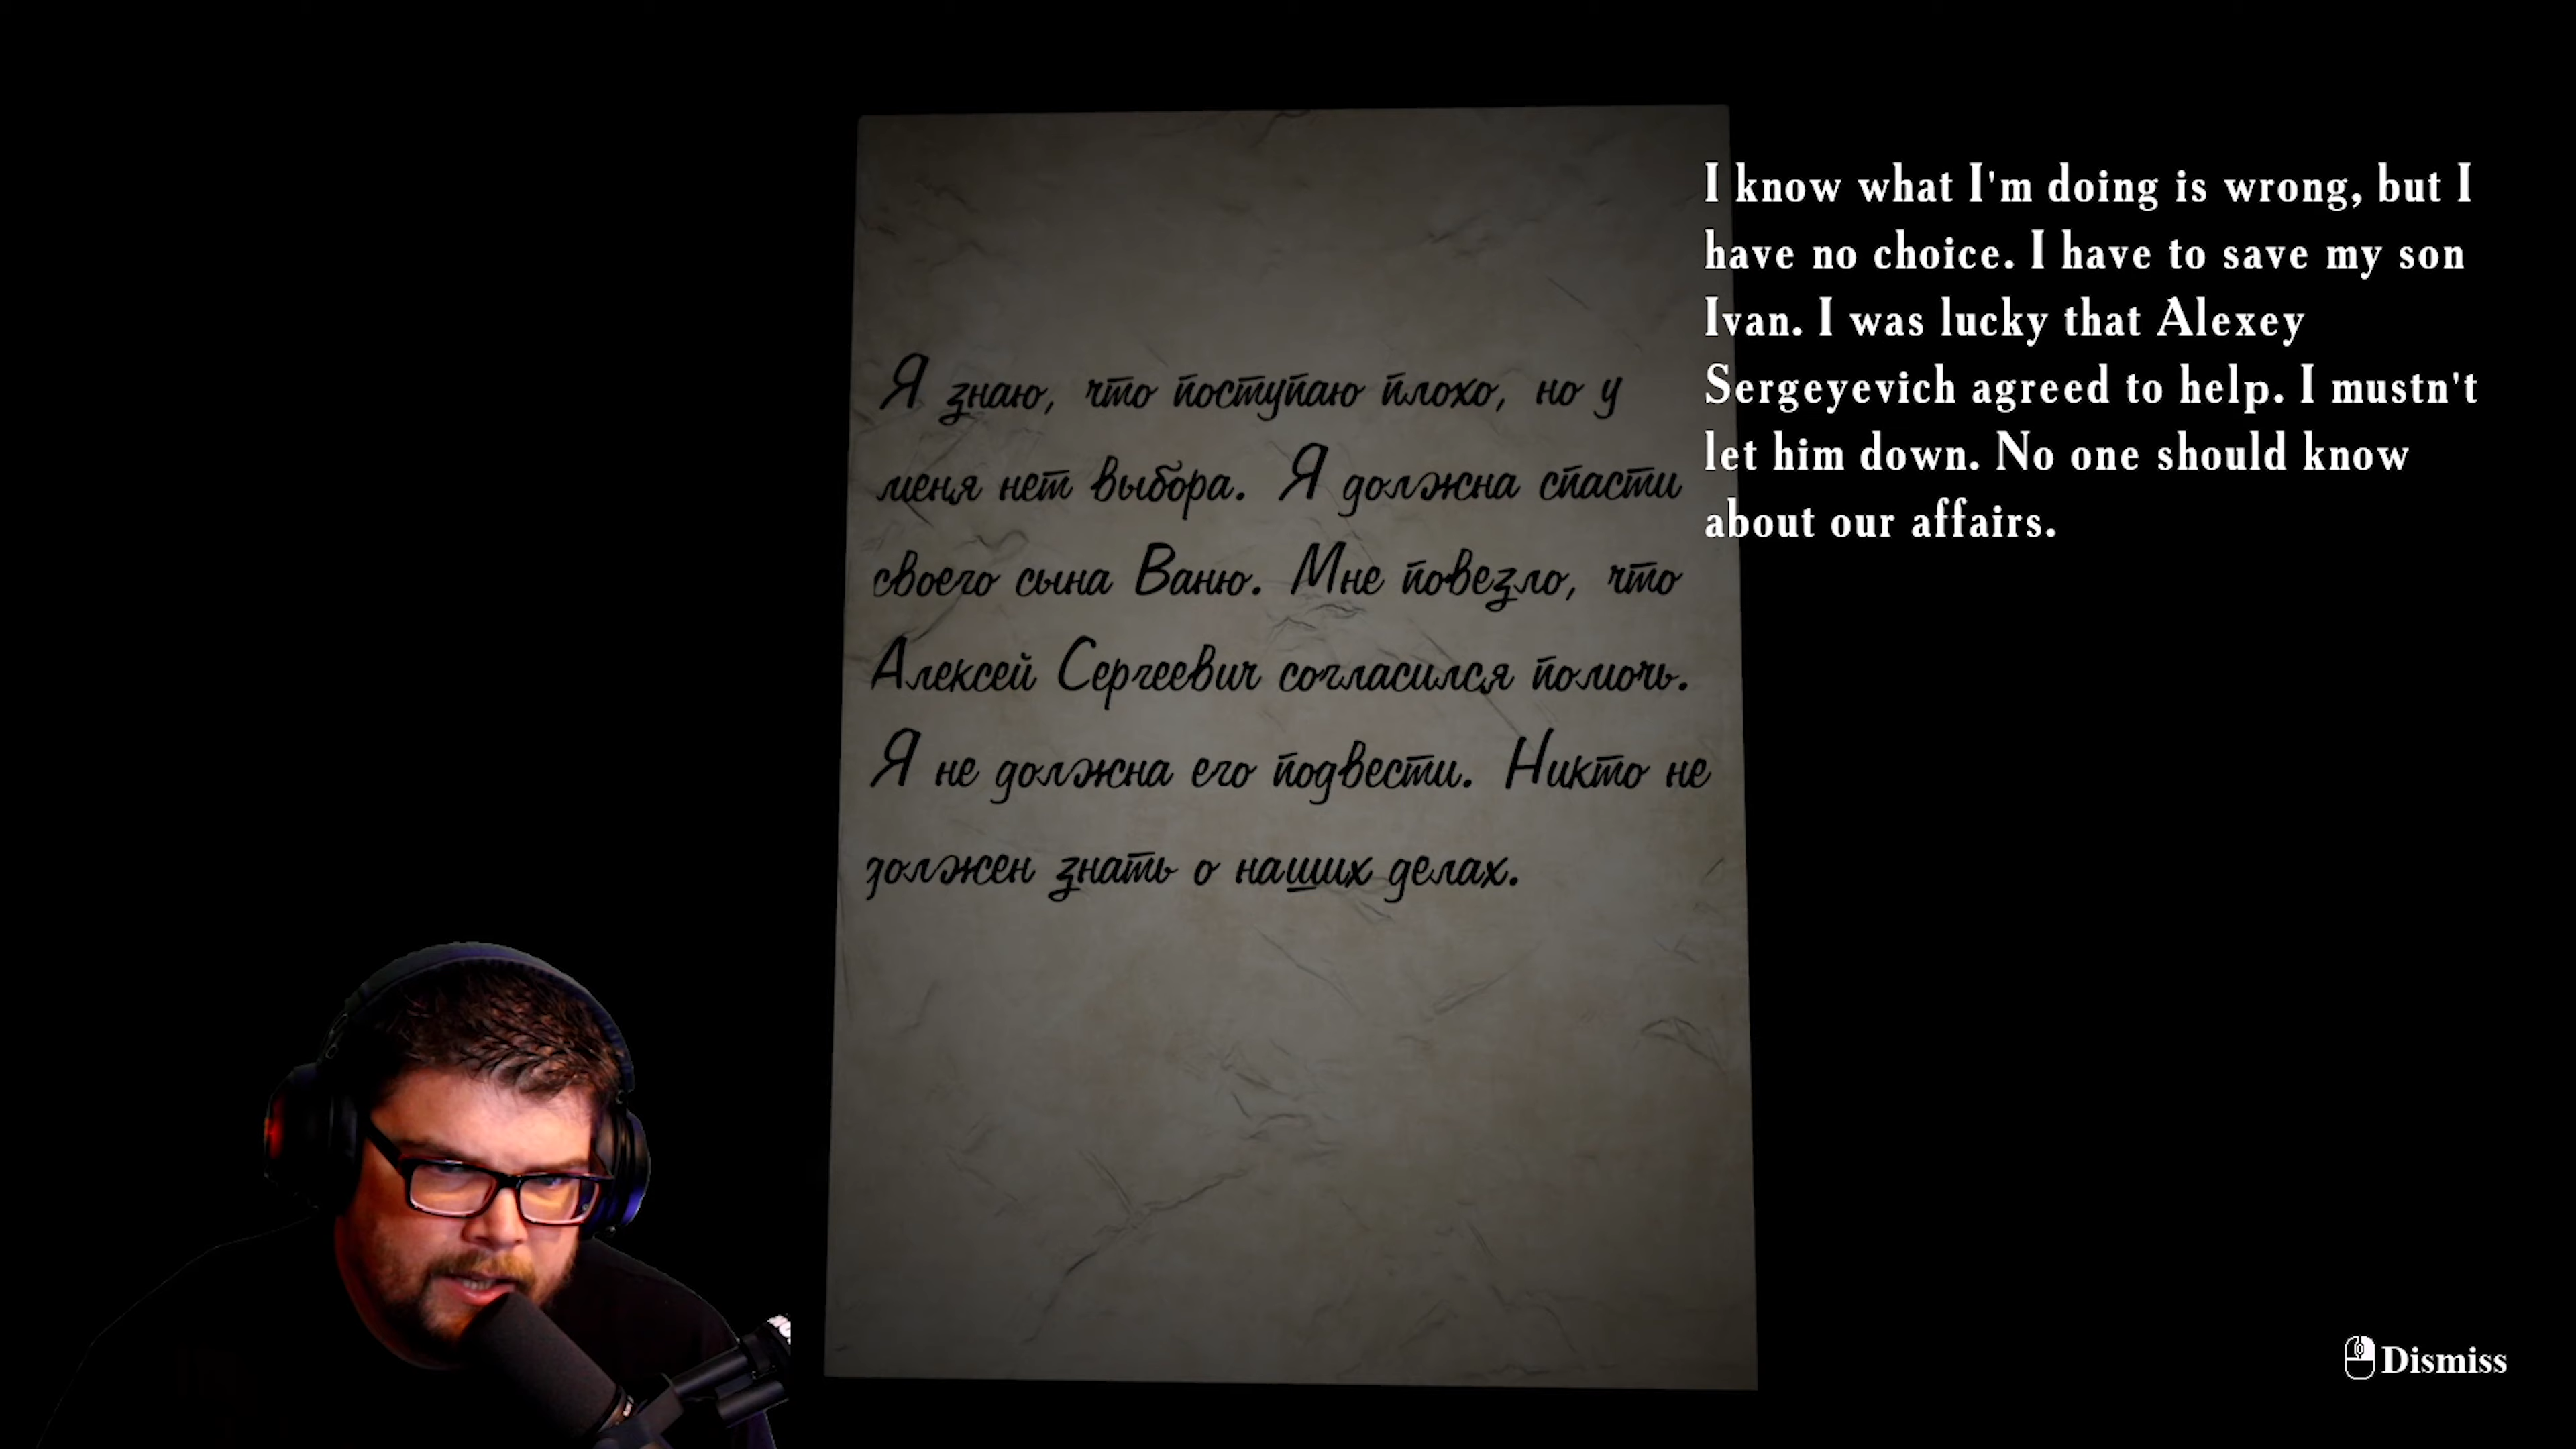 Я знаю, что поступаю плохо, но у
меня нет выбора. Я должна спасти
своего сына Ваню. Мне повезло, что
Алексей Сергеевич согласился помочь.
Я не должна его подвести. Никто не
должен знать о наших делах.
I know what I'm doing is wrong, but I
have no choice. I have to save my son
Ivan. I was lucky that Alexey
Sergeyevich agreed to help. I mustn't
let him down. No one should know
about our affairs.
Dismiss